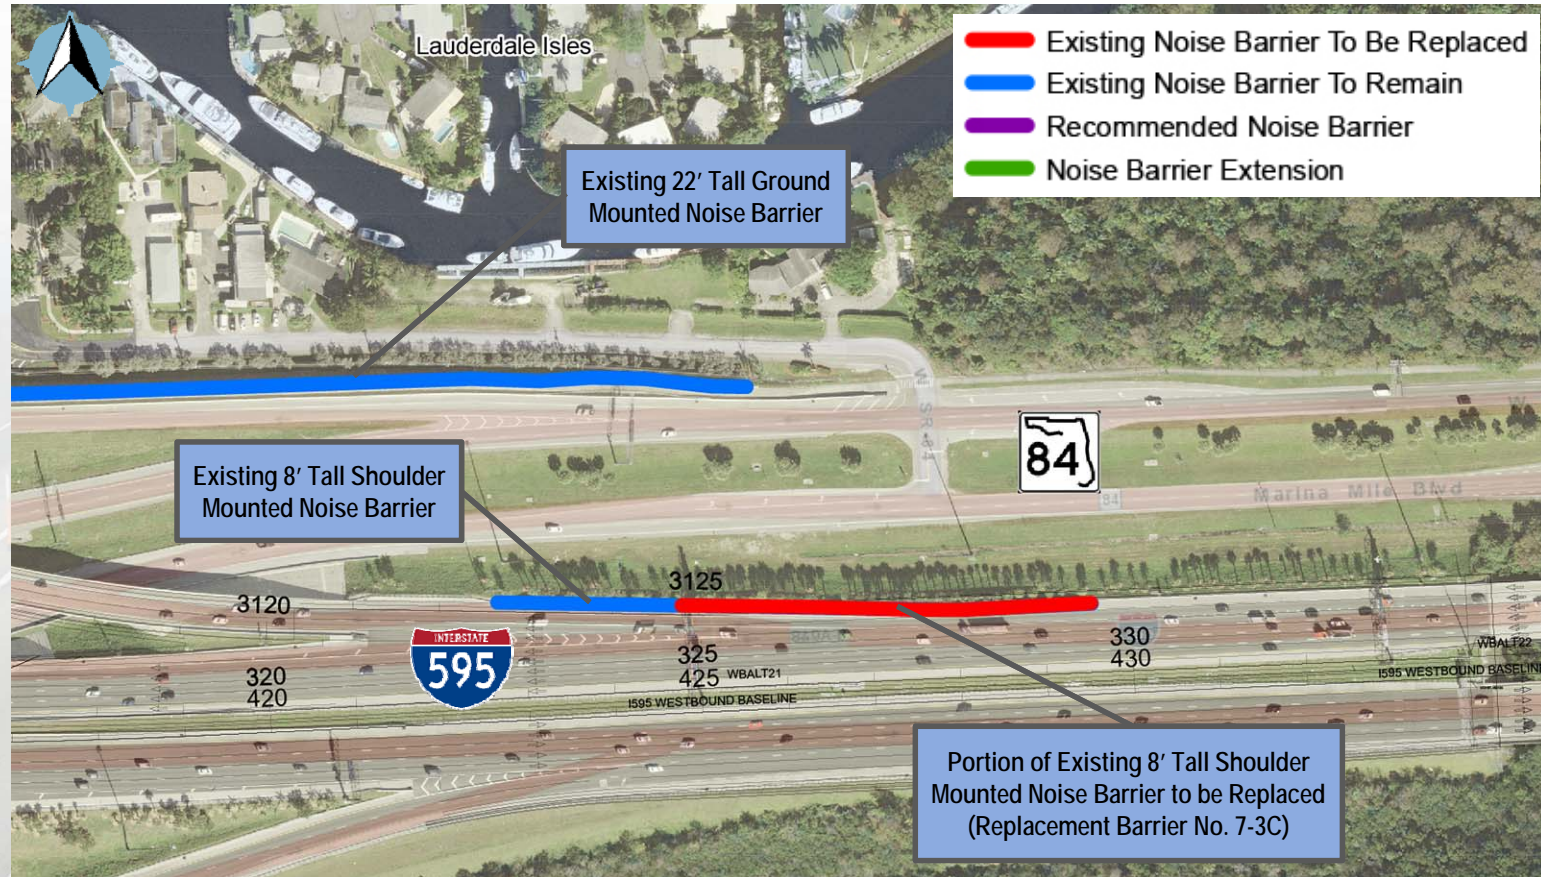 Lauderdale Isles
Existing Noise Barrier To Be Replaced
Existing Noise Barrier To Remain
Recommended Noise Barrier
Noise Barrier Extension
Existing 22' Tall Ground
Mounted Noise Barrier
W SR-84
84
84
Marina Mile Blvd
W
Existing 8' Tall Shoulder
Mounted Noise Barrier
3120
3125
INTERSTATE
595
320
420
325
425
WBALT21
330
430
WBALT22
I595 WESTBOUND BASELINE
I595 WESTBOUND BASELINE
Portion of Existing 8' Tall Shoulder
Mounted Noise Barrier to be Replaced
(Replacement Barrier No. 7-3C)